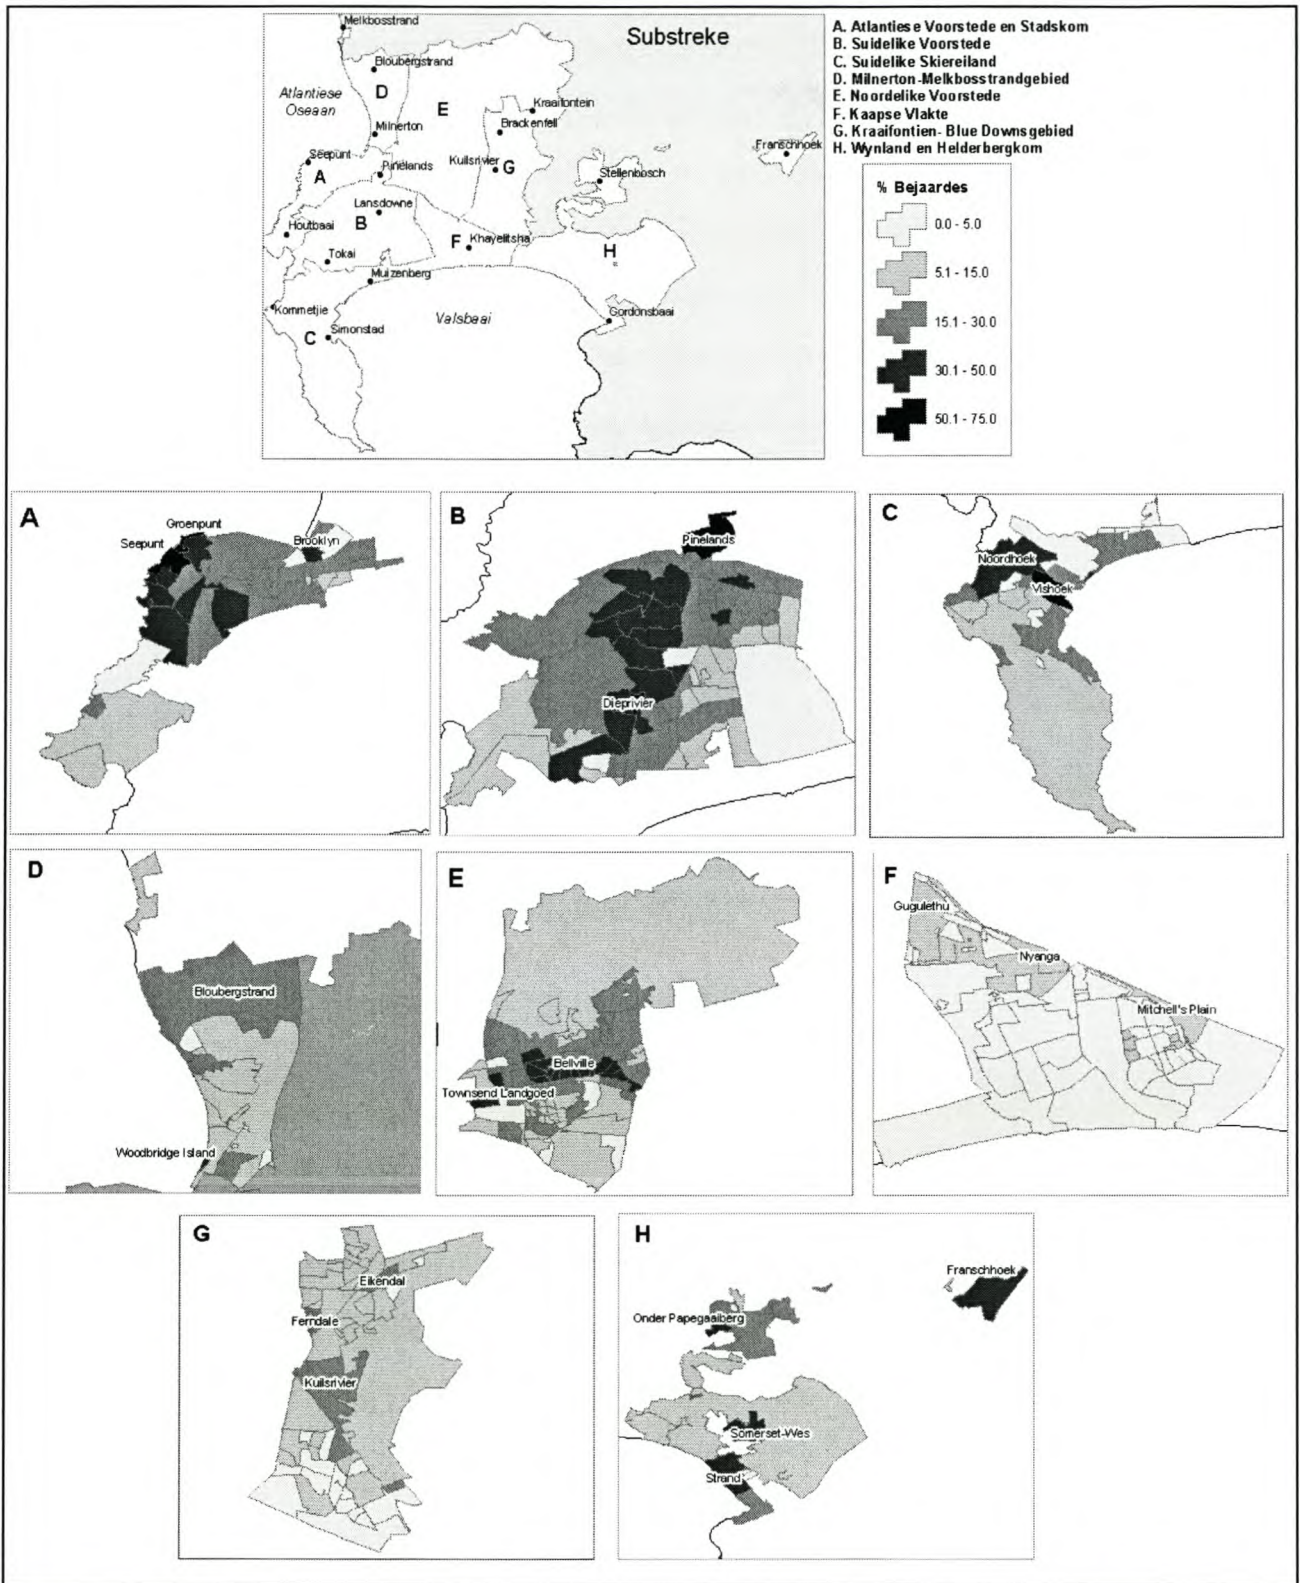 Substreke
Melkbosstrand
Bloubergstrand
Atlantiese
Oseaan
D
E
Kraaifontein
Brackenfell
Milnerton
Seepunt
Pinelands
Kuilsrivier
G
A
Franschhoek
Stellenbosch
Lansdowne
B
Houtbaai
F
Khayelitsha
H
Tokai
Muizenberg
Kommetjie
Valsbaai
Gordonsbaai
C
Simonstad
A. Atlantiese Voorstede en Stadskom
B. Suidelike Voorstede
C. Suidelike Skiereiland
D. Milnerton-Melkbosstrandgebied
E. Noordelike Voorstede
F. Kaapse Vlakte
G. Kraaifontien- Blue Downsgebied
H. Wynland en Helderbergkom
% Bejaardes
0.0 - 5.0
5.1 - 15.0
15.1 - 30.0
30.1 - 50.0
50.1 - 75.0
A
Groenpunt
Seepunt
Brooklyn
B
Pinelands
Dieprivier
C
Noordhoek
Vishoek
D
Bloubergstrand
Woodbridge Island
E
Bellville
Townsend Landgoed
F
Gugulethu
Nyanga
Mitchell's Plain
G
Eikendal
Ferndale
Kuilsrivier
H
Franschhoek
Onder Papegaaiberg
Somerset-Wes
Strand